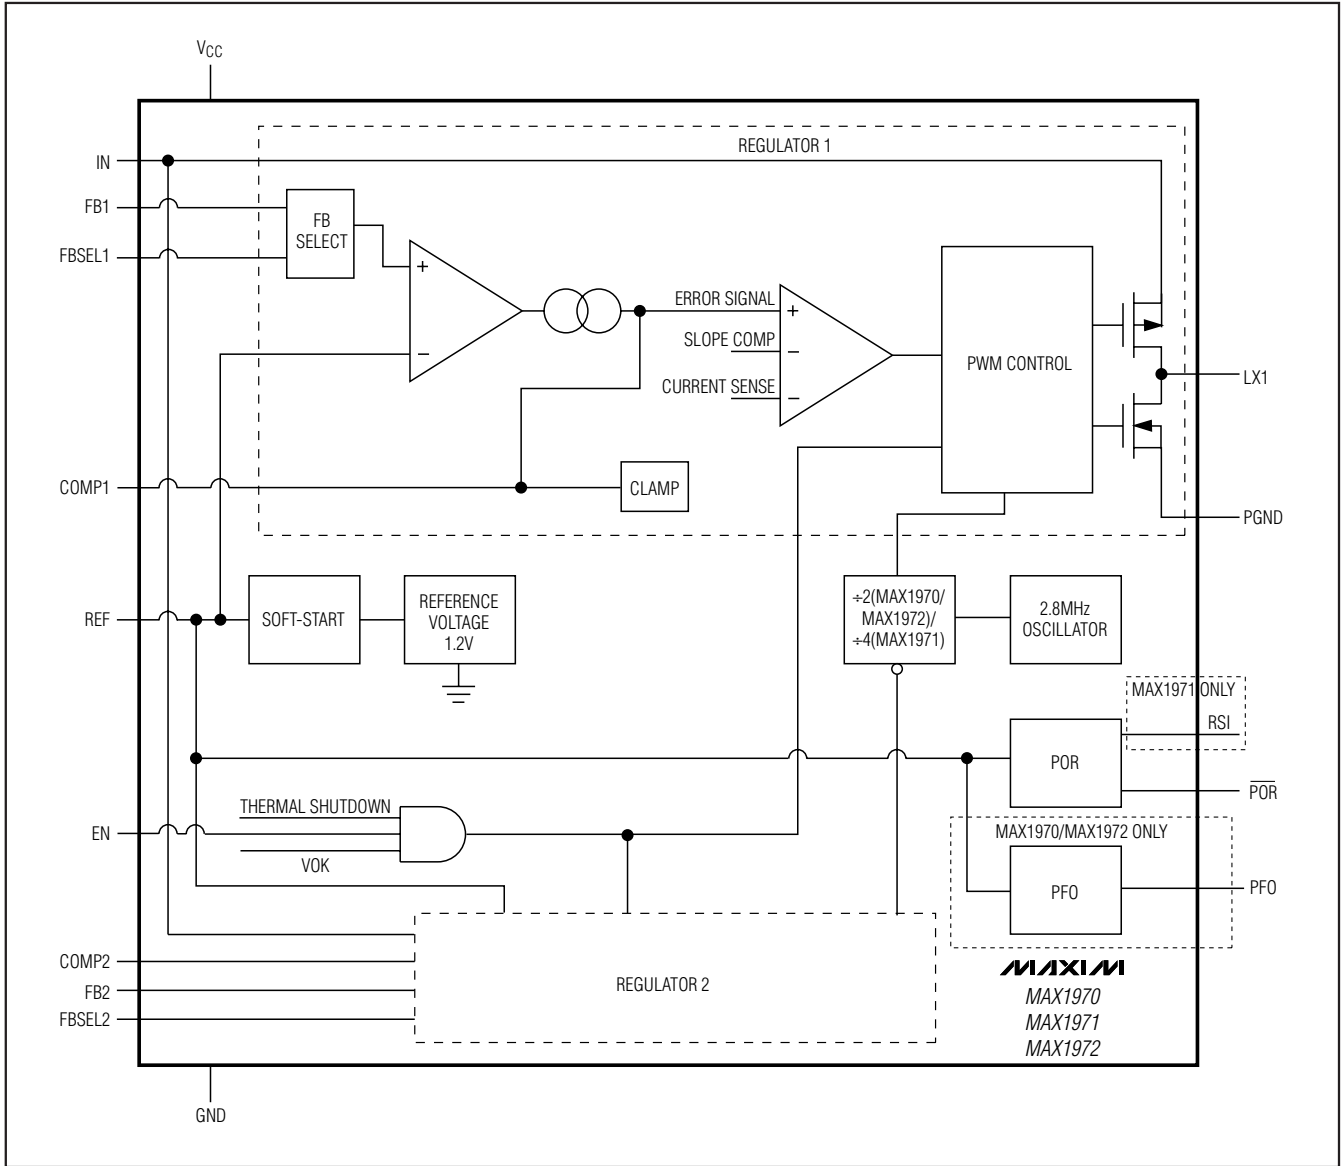 VCC
REGULATOR 1
IN
FB1
FB
SELECT
FBSEL1
+
−
ERROR SIGNAL
SLOPE COMP
CURRENT SENSE
+
−
−
PWM CONTROL
LX1
COMP1
CLAMP
PGND
REF
SOFT-START
REFERENCE
VOLTAGE
1.2V
÷2(MAX1970/
MAX1972)/
÷4(MAX1971)
2.8MHz
OSCILLATOR
MAX1971 ONLY
RSI
POR
P̅O̅R̅
THERMAL SHUTDOWN
EN
VOK
MAX1970/MAX1972 ONLY
PFO
PFO
COMP2
FB2
FBSEL2
REGULATOR 2
MAXIM
MAX1970
MAX1971
MAX1972
GND